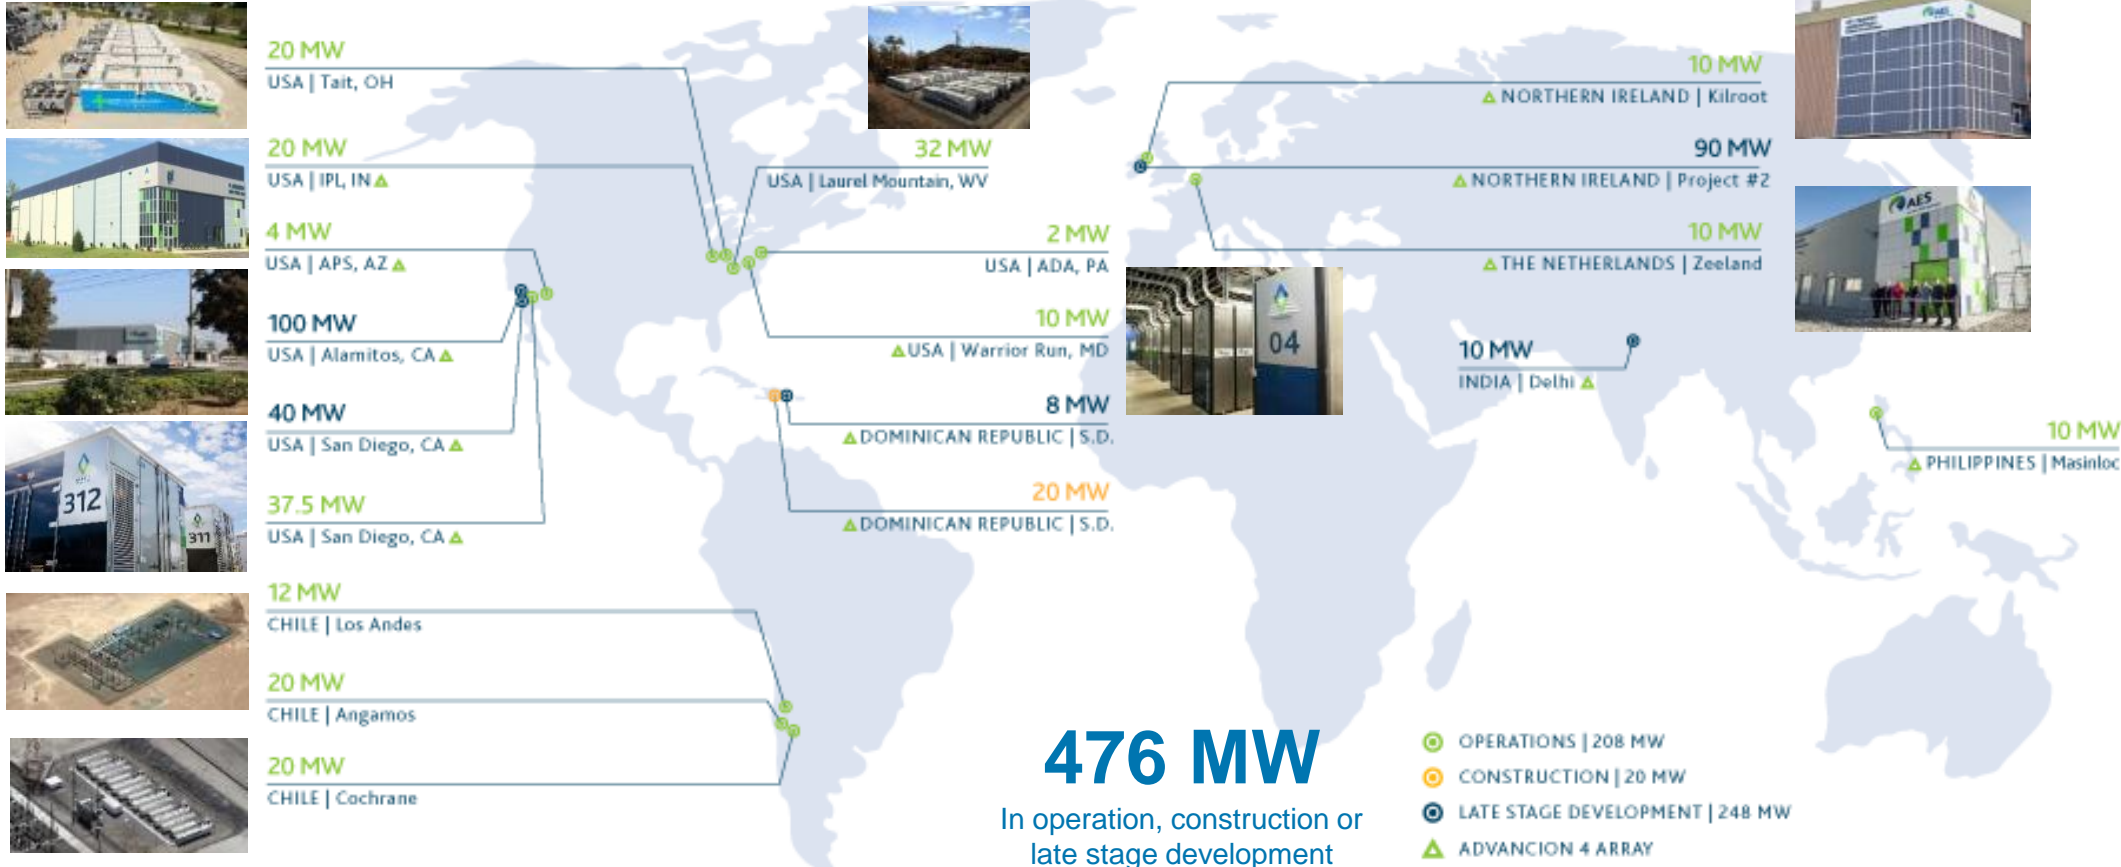 20 MW
USA | Tait, OH
20 MW
USA | IPL, IN
4 MW
USA | APS, AZ
100 MW
USA | Alamitos, CA
40 MW
USA | San Diego, CA
37.5 MW
USA | San Diego, CA
12 MW
CHILE | Los Andes
20 MW
CHILE | Angamos
20 MW
CHILE | Cochrane
312
311
32 MW
USA | Laurel Mountain, WV
2 MW
USA | ADA, PA
10 MW
USA | Warrior Run, MD
8 MW
DOMINICAN REPUBLIC | S.D.
20 MW
DOMINICAN REPUBLIC | S.D.
04
10 MW
NORTHERN IRELAND | Kilroot
90 MW
NORTHERN IRELAND | Project #2
10 MW
THE NETHERLANDS | Zeeland
10 MW
INDIA | Delhi
10 MW
PHILIPPINES | Masinloc
AES
AES
476 MW
In operation, construction or
late stage development
OPERATIONS | 208 MW
CONSTRUCTION | 20 MW
LATE STAGE DEVELOPMENT | 248 MW
ADVANCION 4 ARRAY